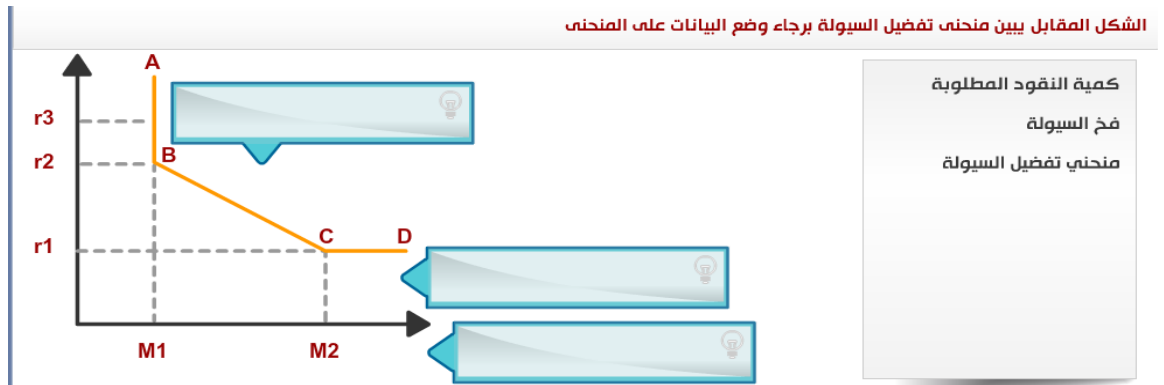 الشكل المقابل يبين منحنى تفضيل السيولة برجاء وضع البيانات على المنحنى
كمية النقود المطلوبة
فخ السيولة
منحني تفضيل السيولة
A
r3
r2
B
r1
C
D
M1
M2